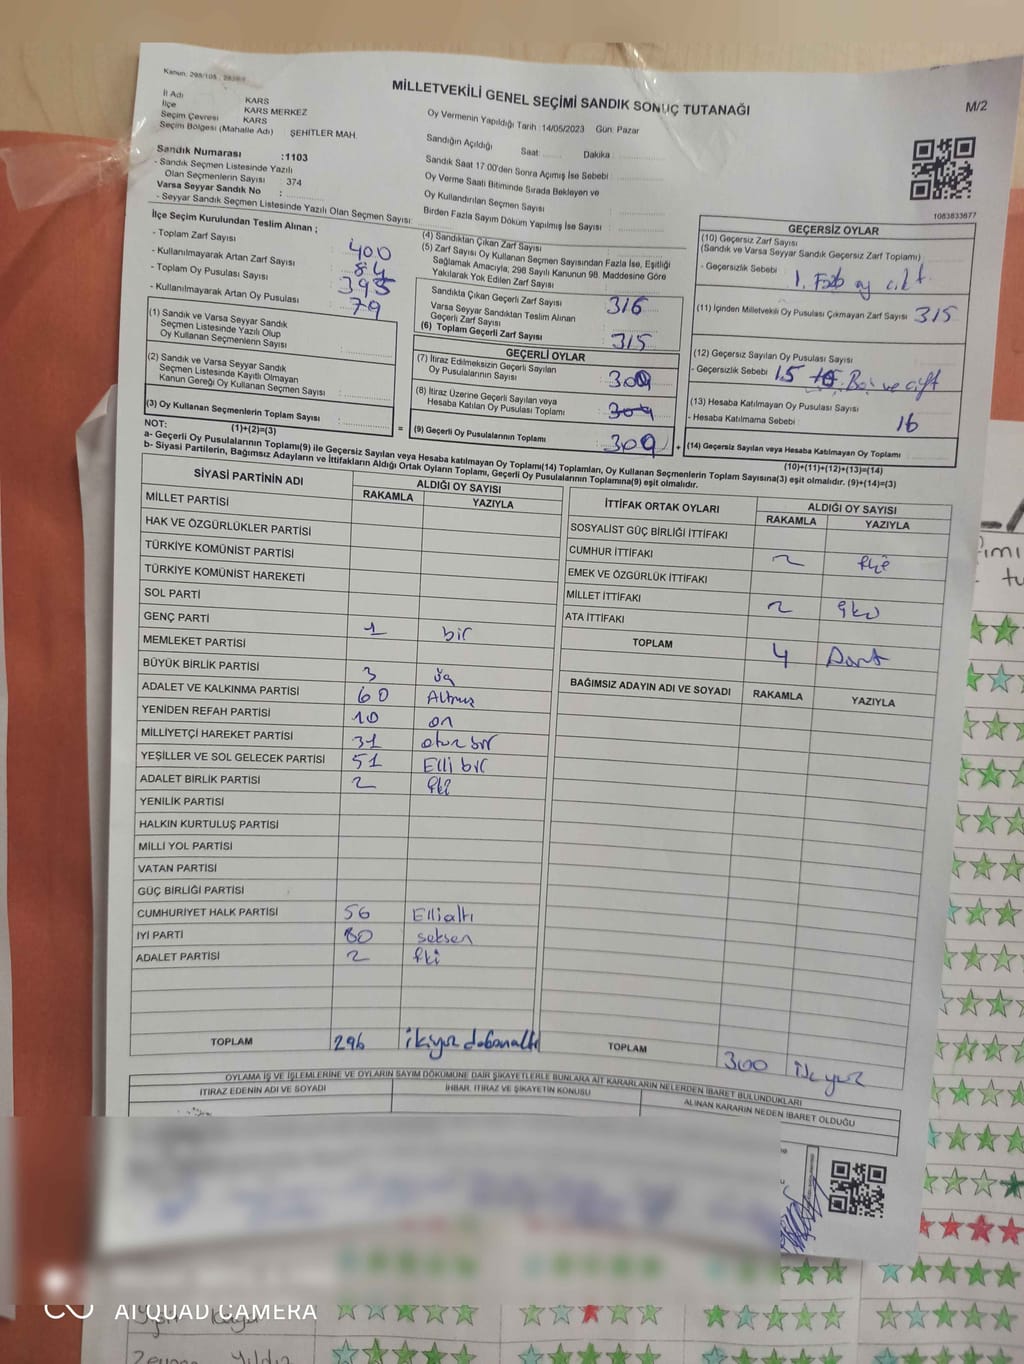 Kanun: 298/105
MİLLETVEKİLİ GENEL SEÇİMİ SANDIK SONUÇ TUTANAĞI
M/2
İl Adı KARS
İlçe KARS MERKEZ
Seçim Çevresi KARS
Seçim Bölgesi (Mahalle Adı) ŞEHİTLER MAH.
Sandık Numarası :1103
- Sandık Seçmen Listesinde Yazılı
Olan Seçmenlerin Sayısı 374
Varsa Seyyar Sandık No :
- Seyyar Sandık Seçmen Listesinde Yazılı Olan Seçmen Sayısı:
Oy Vermenin Yapıldığı Tarih :14/05/2023 Gün: Pazar
Sandığın Açıldığı Saat: Dakika :
Sandık Saat 17:00'den Sonra Açımış İse Sebebi :
Oy Verme Saati Bitiminde Sırada Bekleyen ve
Oy Kullandırılan Seçmen Sayısı :
Birden Fazla Sayım Döküm Yapılmış İse Sayısı :
1083833677
İlçe Seçim Kurulundan Teslim Alınan ;
- Toplam Zarf Sayısı 400
- Kullanılmayarak Artan Zarf Sayısı 84
- Toplam Oy Pusulası Sayısı 395
- Kullanılmayarak Artan Oy Pusulası 79
(1) Sandık ve Varsa Seyyar Sandık
Seçmen Listesinde Yazılı Olup
Oy Kullanan Seçmenlerin Sayısı :
(2) Sandık ve Varsa Seyyar Sandık
Seçmen Listesinde Kayıtlı Olmayan
Kanun Gereği Oy Kullanan Seçmen Sayısı :
(3) Oy Kullanan Seçmenlerin Toplam Sayısı :
(1)+(2)=(3)
(4) Sandıktan Çıkan Zarf Sayısı
(5) Zarf Sayısı Oy Kullanan Seçmen Sayısından Fazla İse, Eşitliği
Sağlamak Amacıyla, 298 Sayılı Kanunun 98. Maddesine Göre
Yakılarak Yok Edilen Zarf Sayısı :
Sandıkta Çıkan Geçerli Zarf Sayısı : 316
Varsa Seyyar Sandıktan Teslim Alınan
Geçerli Zarf Sayısı :
(6) Toplam Geçerli Zarf Sayısı : 315
GEÇERLİ OYLAR
(7) İtiraz Edilmeksizin Geçerli Sayılan
Oy Pusulalarının Sayısı : 300
(8) İtiraz Üzerine Geçerli Sayılan veya
Hesaba Katılan Oy Pusulası Toplamı :
(9) Geçerli Oy Pusulalarının Toplamı : 300
GEÇERSİZ OYLAR
(10) Geçersiz Zarf Sayısı
(Sandık ve Varsa Seyyar Sandık Geçersiz Zarf Toplamı) :
- Geçersizlik Sebebi : 1.
(11) İçinden Milletvekili Oy Pusulası Çıkmayan Zarf Sayısı 315
(12) Geçersiz Sayılan Oy Pusulası Sayısı :
- Geçersizlik Sebebi 15 ve çift
(13) Hesaba Katılmayan Oy Pusulası Sayısı
- Hesaba Katılmama Sebebi : 16
(14) Geçersiz Sayılan veya Hesaba Katılmayan Oy Toplamı :
(10)+(11)+(12)+(13)=(14)
NOT:
a- Geçerli Oy Pusulalarının Toplamı(9) ile Geçersiz Sayılan veya Hesaba katılmayan Oy Toplamı(14) Toplamları, Oy Kullanan Seçmenlerin Toplam Sayısına(3) eşit olmalıdır. (9)+(14)=(3)
b- Siyasi Partilerin, Bağımsız Adayların ve İttifakların Aldığı Ortak Oyların Toplamı, Geçerli Oy Pusulalarının Toplamına(9) eşit olmalıdır.
SİYASİ PARTİNİN ADI ALDIĞI OY SAYISI
RAKAMLA YAZIYLA
MİLLET PARTİSİ
HAK VE ÖZGÜRLÜKLER PARTİSİ
TÜRKİYE KOMÜNİST PARTİSİ
TÜRKİYE KOMÜNİST HAREKETİ
SOL PARTİ
GENÇ PARTİ
MEMLEKET PARTİSİ 1 bir
BÜYÜK BİRLİK PARTİSİ 3 üç
ADALET VE KALKINMA PARTİSİ 60 Altmış
YENİDEN REFAH PARTİSİ 10 on
MİLLİYETÇİ HAREKET PARTİSİ 31 otuz bir
YEŞİLLER VE SOL GELECEK PARTİSİ 51 Elli bir
ADALET BİRLİK PARTİSİ 2 iki
YENİLİK PARTİSİ
HALKIN KURTULUŞ PARTİSİ
MİLLİ YOL PARTİSİ
VATAN PARTİSİ
GÜÇ BİRLİĞİ PARTİSİ
CUMHURİYET HALK PARTİSİ 56 Elli altı
İYİ PARTİ 80 seksen
ADALET PARTİSİ 2 iki
TOPLAM 296 ikiyüz doksanaltı
İTTİFAK ORTAK OYLARI ALDIĞI OY SAYISI
RAKAMLA YAZIYLA
SOSYALİST GÜÇ BİRLİĞİ İTTİFAKI
CUMHUR İTTİFAKI 2 iki
EMEK VE ÖZGÜRLÜK İTTİFAKI
MİLLET İTTİFAKI 2 iki
ATA İTTİFAKI
TOPLAM 4 Dört
BAĞIMSIZ ADAYIN ADI VE SOYADI RAKAMLA YAZIYLA
TOPLAM 300
OYLAMA İŞ VE İŞLEMLERİNE VE OYLARIN SAYIM DÖKÜMÜNE DAİR ŞİKAYETLERLE BUNLARA AİT KARARLARIN NELERDEN İBARET BULUNDUKLARI
İTİRAZ EDENİN ADI VE SOYADI İHBAR, İTİRAZ VE ŞİKAYETİN KONUSU ALINAN KARARIN NEDEN İBARET OLDUĞU
AI QUAD CAMERA